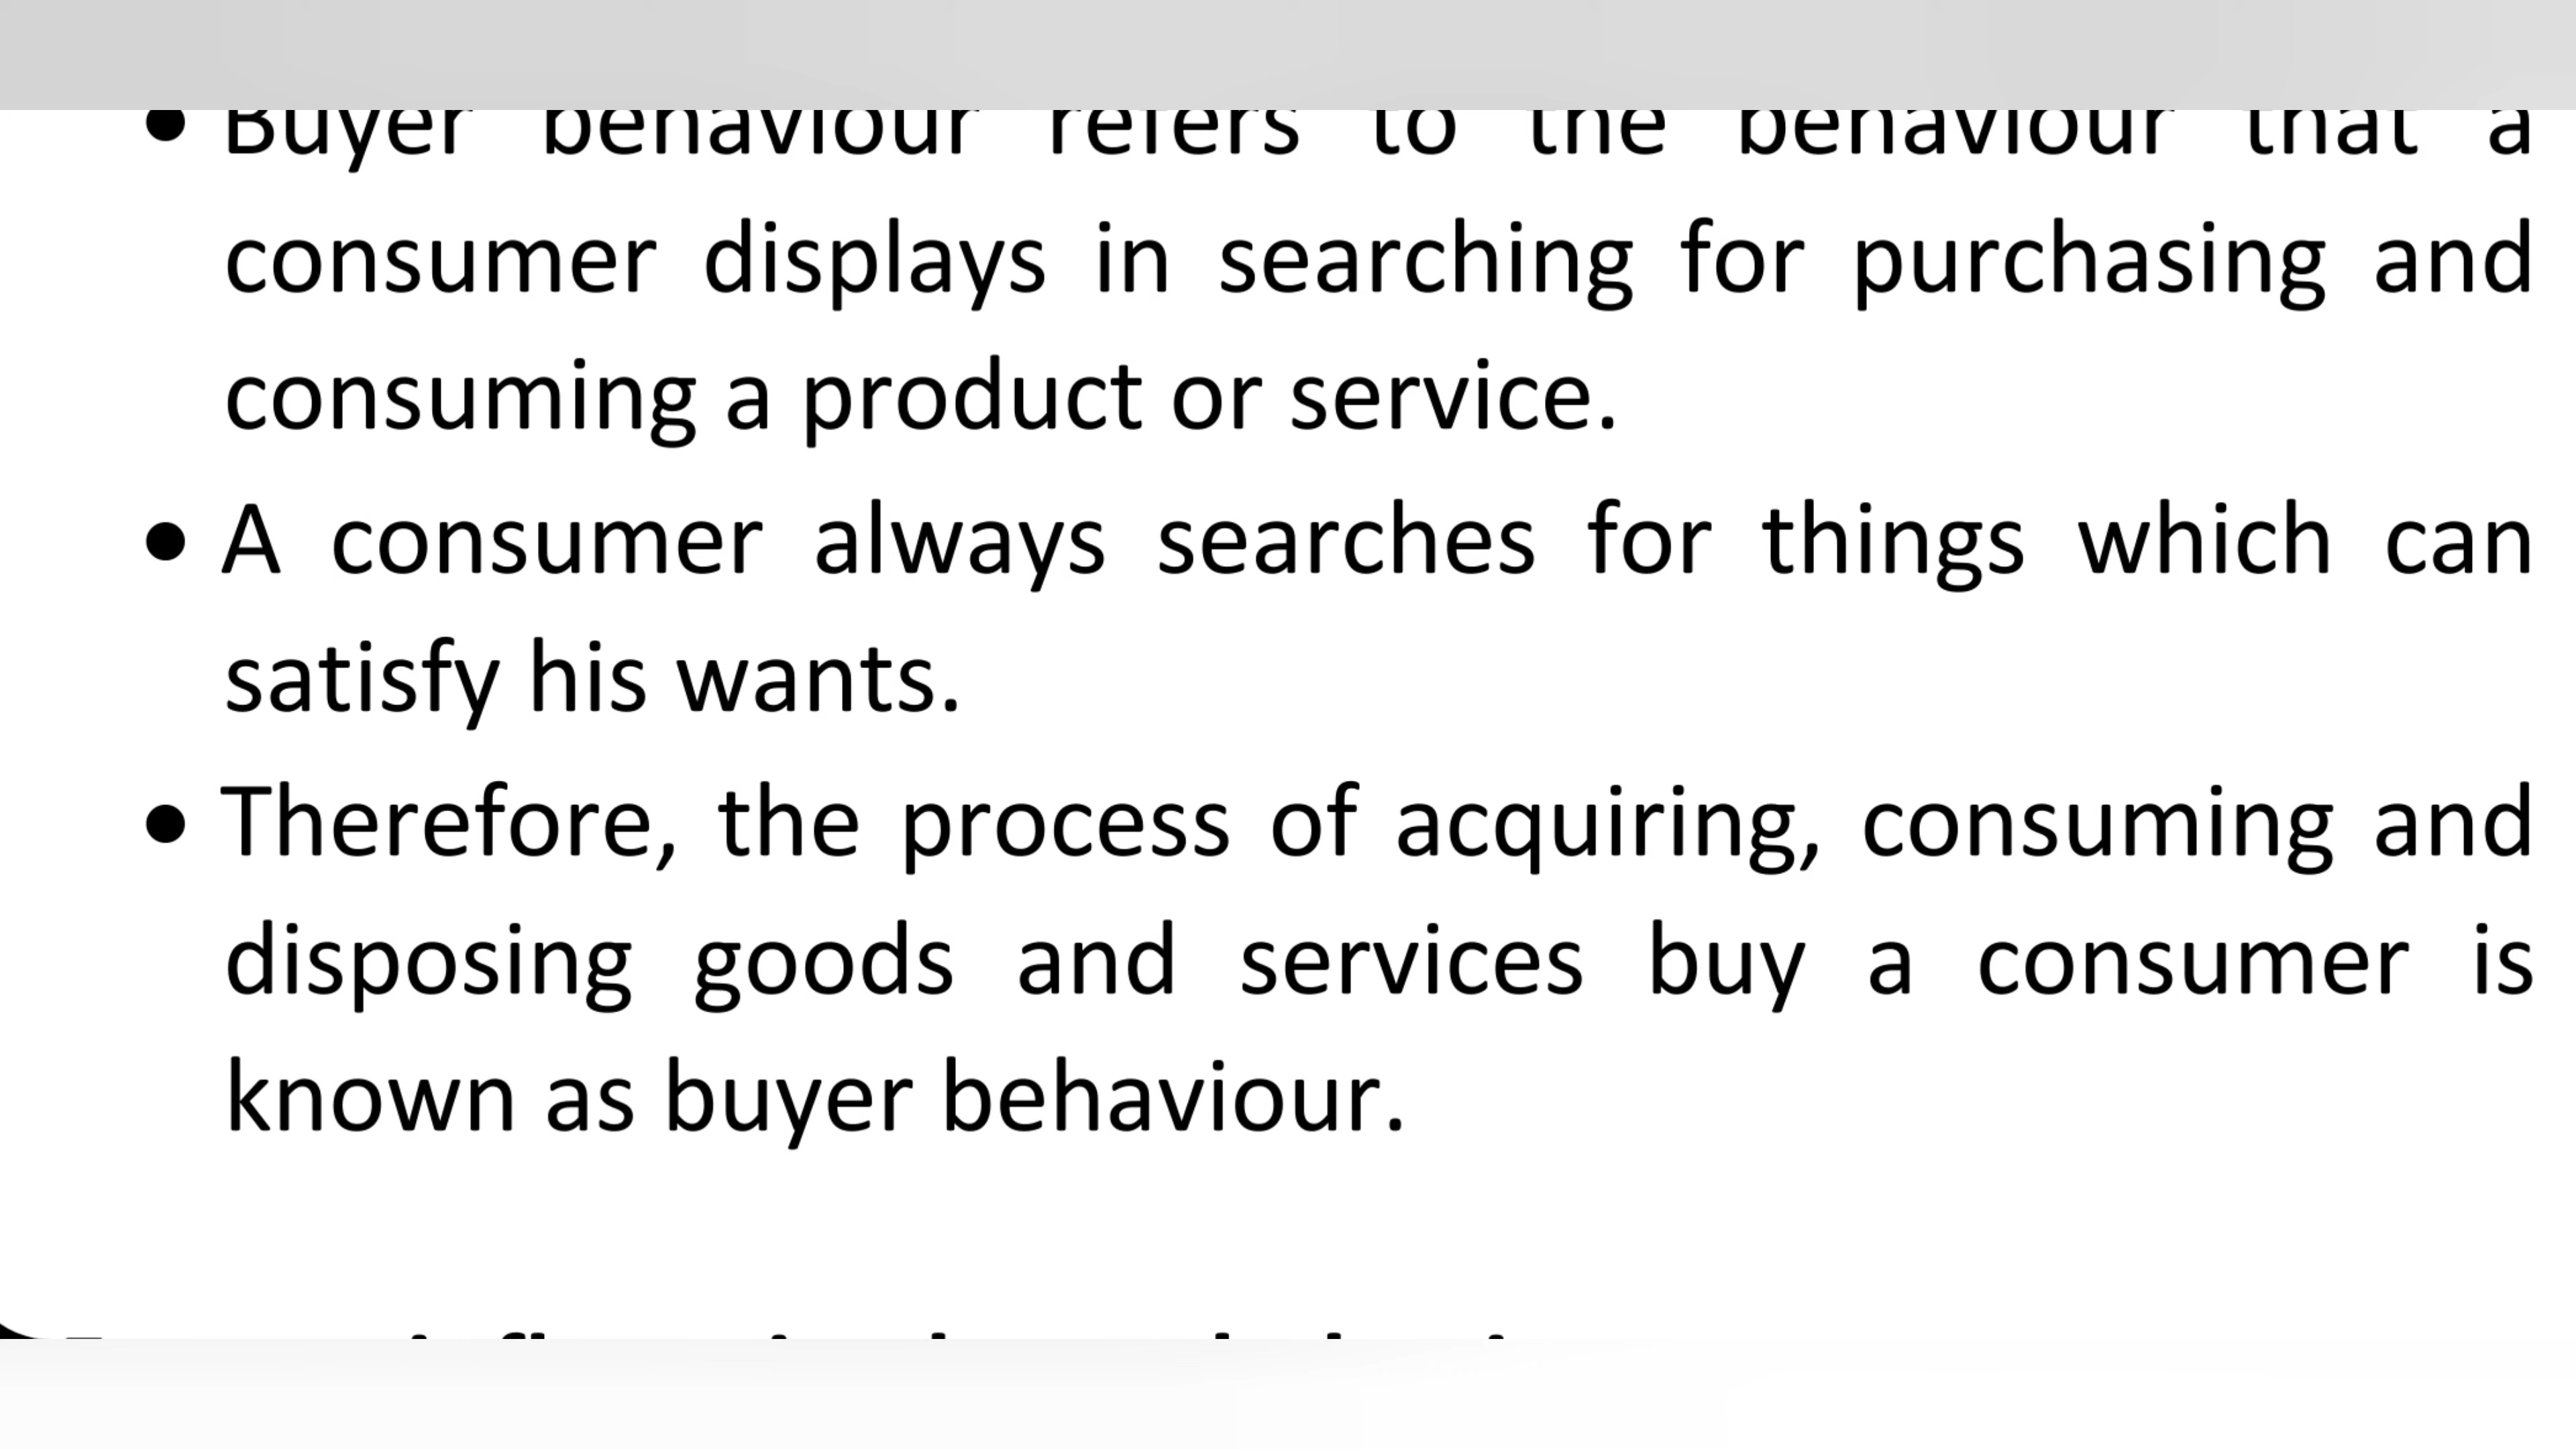 • Buyer behaviour refers to the behaviour that a
consumer displays in searching for purchasing and
consuming a product or service.
• A consumer always searches for things which can
satisfy his wants.
• Therefore, the process of acquiring, consuming and
disposing goods and services buy a consumer is
known as buyer behaviour.